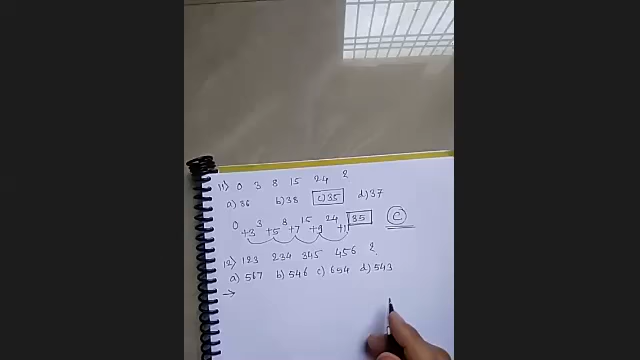 11) 0 3 8 15 24 ?
a) 36 b) 38 c) 35 d) 37
0 3 8 15 24 35 C
+3 +5 +7 +9 +11
12) 123 234 345 456 ?
a) 567 b) 546 c) 694 d) 543
→